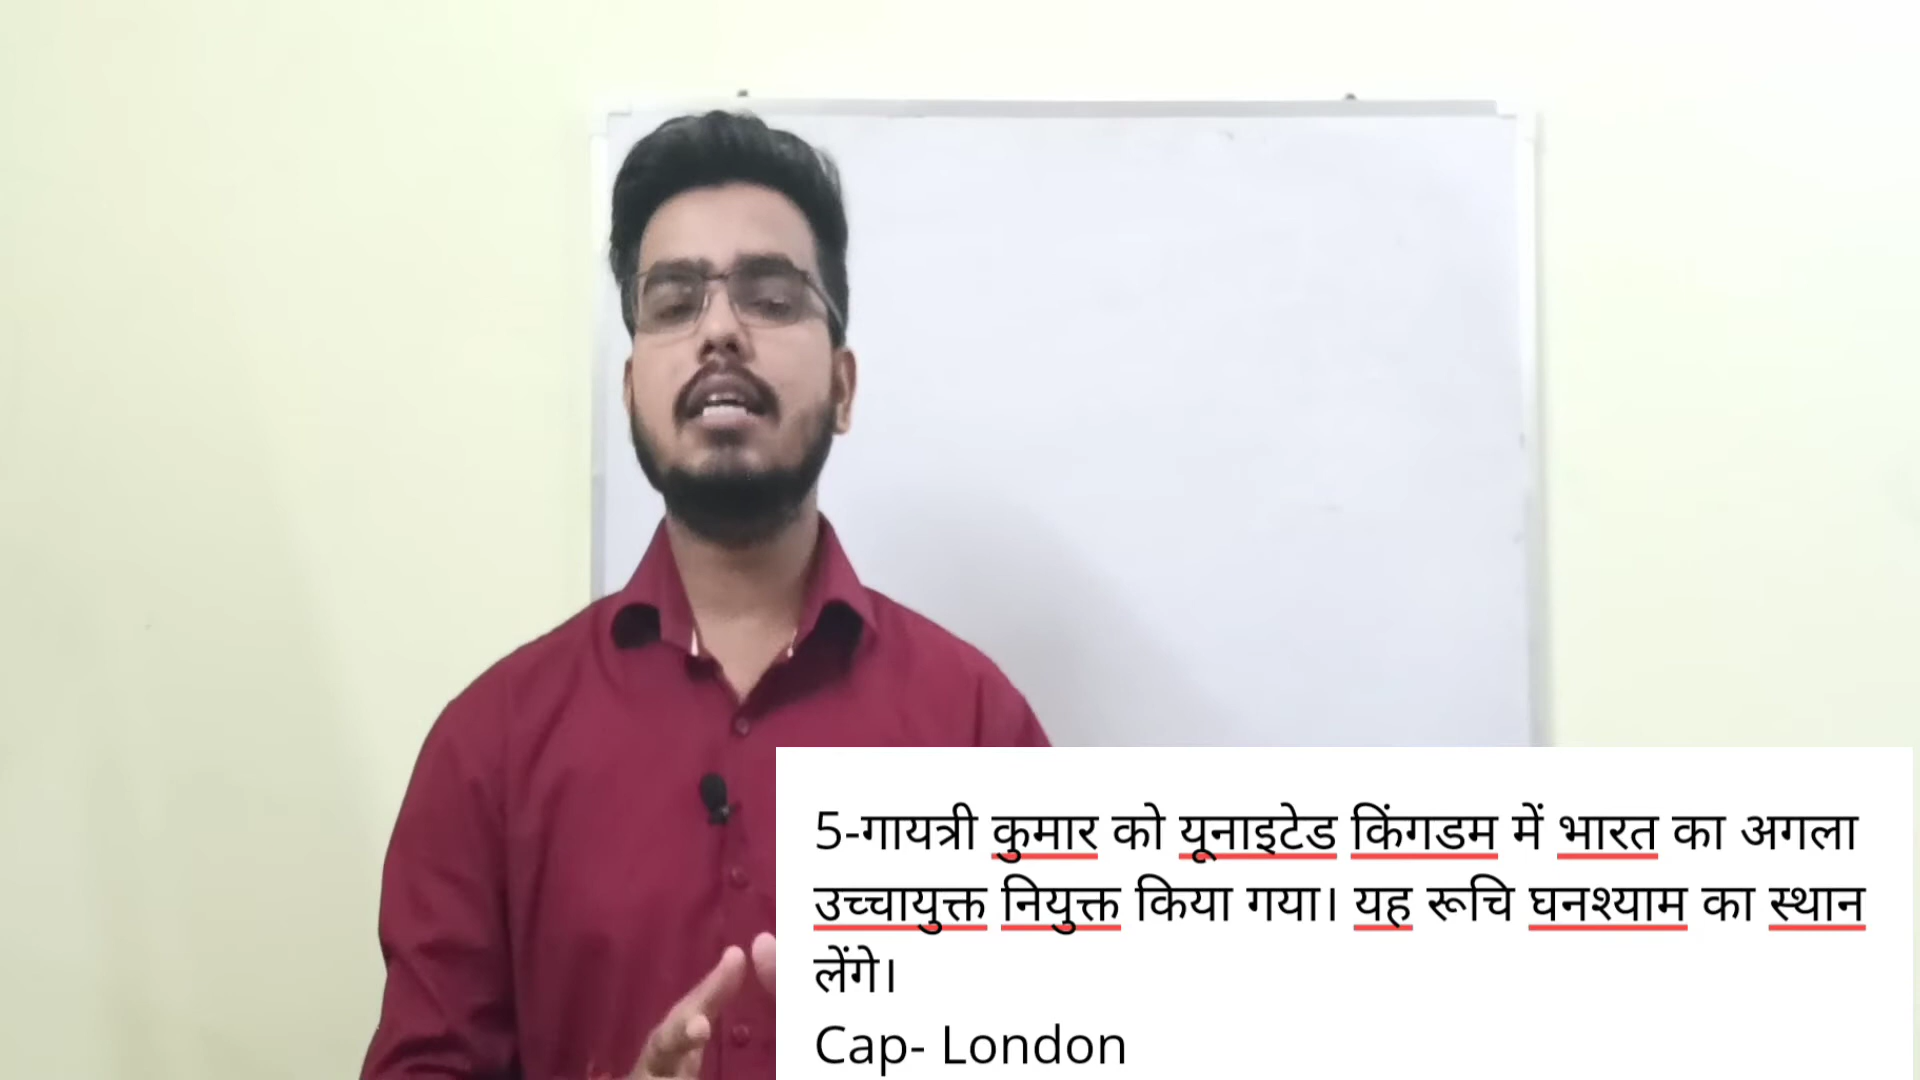 5-गायत्री कुमार को यूनाइटेड किंगडम में भारत का अगला
उच्चायुक्त नियुक्त किया गया। यह रूचि घनश्याम का स्थान
लेंगे।
Cap- London